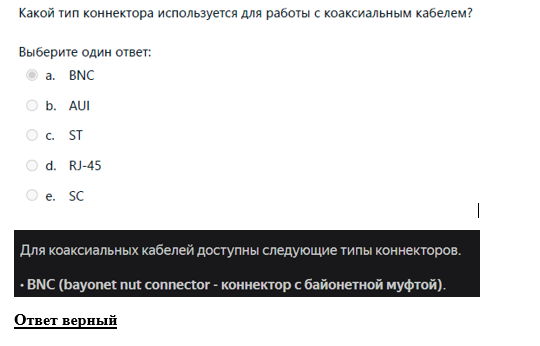 Какой тип коннектора используется для работы с коаксиальным кабелем?
Выберите один ответ:
a. BNC
b. AUI
c. ST
d. RJ-45
e. SC
Для коаксиальных кабелей доступны следующие типы коннекторов.
• BNC (bayonet nut connector - коннектор с байонетной муфтой).
Ответ верный